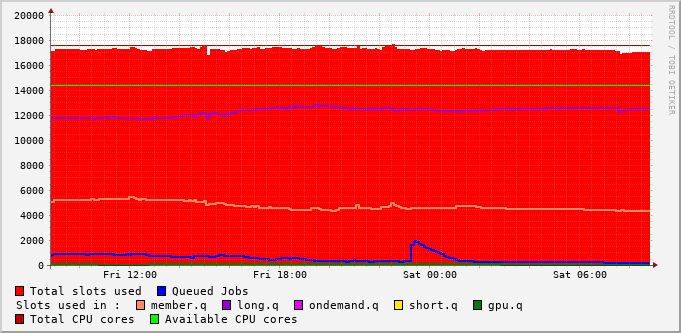 RRDTOOL / TOBI OETIKER
20000
18000
16000
14000
12000
10000
8000
6000
4000
2000
0
Fri 12:00 Fri 18:00 Sat 00:00 Sat 06:00
Total slots used Queued Jobs
Slots used in : member.q long.q ondemand.q short.q gpu.q
Total CPU cores Available CPU cores